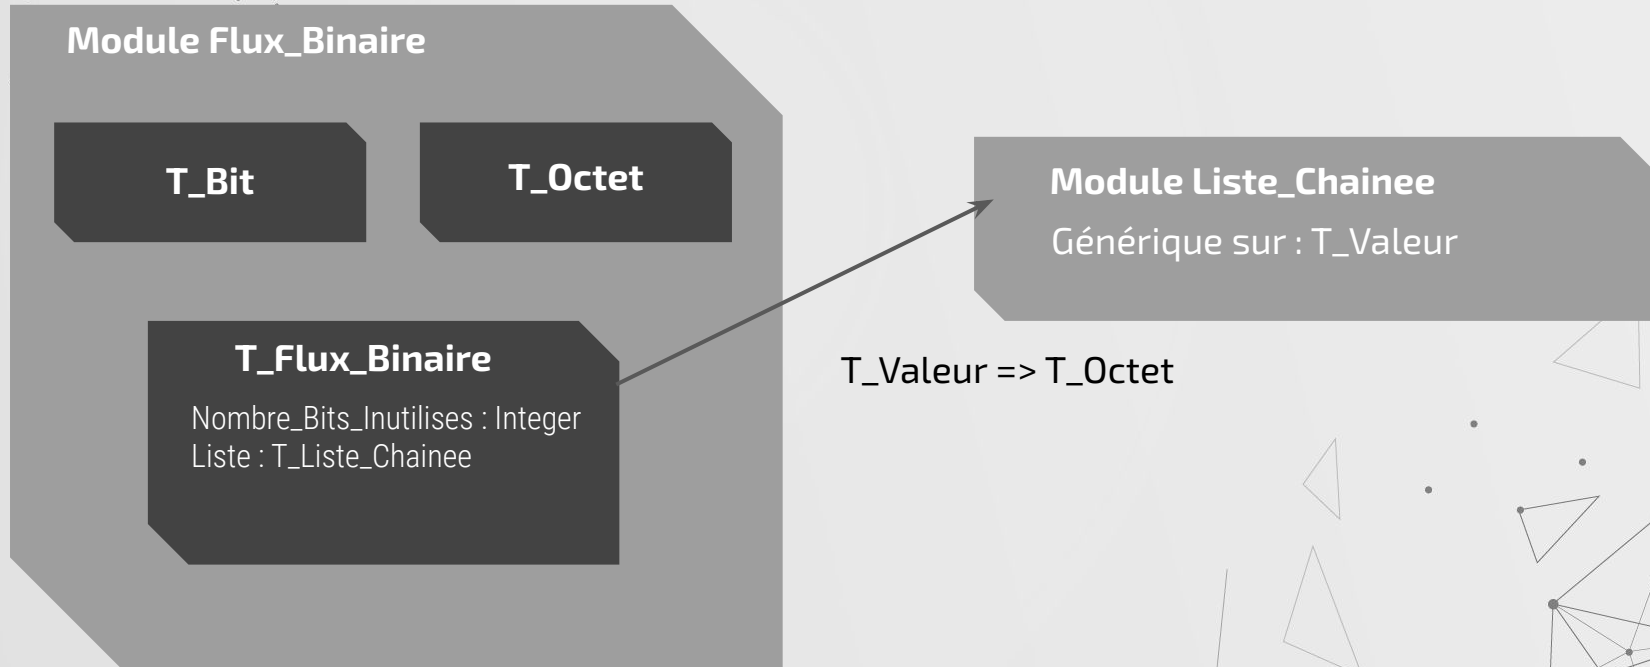 Module Flux_Binaire
T_Bit
T_Octet
T_Flux_Binaire
Nombre_Bits_Inutilises : Integer
Liste : T_Liste_Chainee
Module Liste_Chainee
Générique sur : T_Valeur
T_Valeur => T_Octet